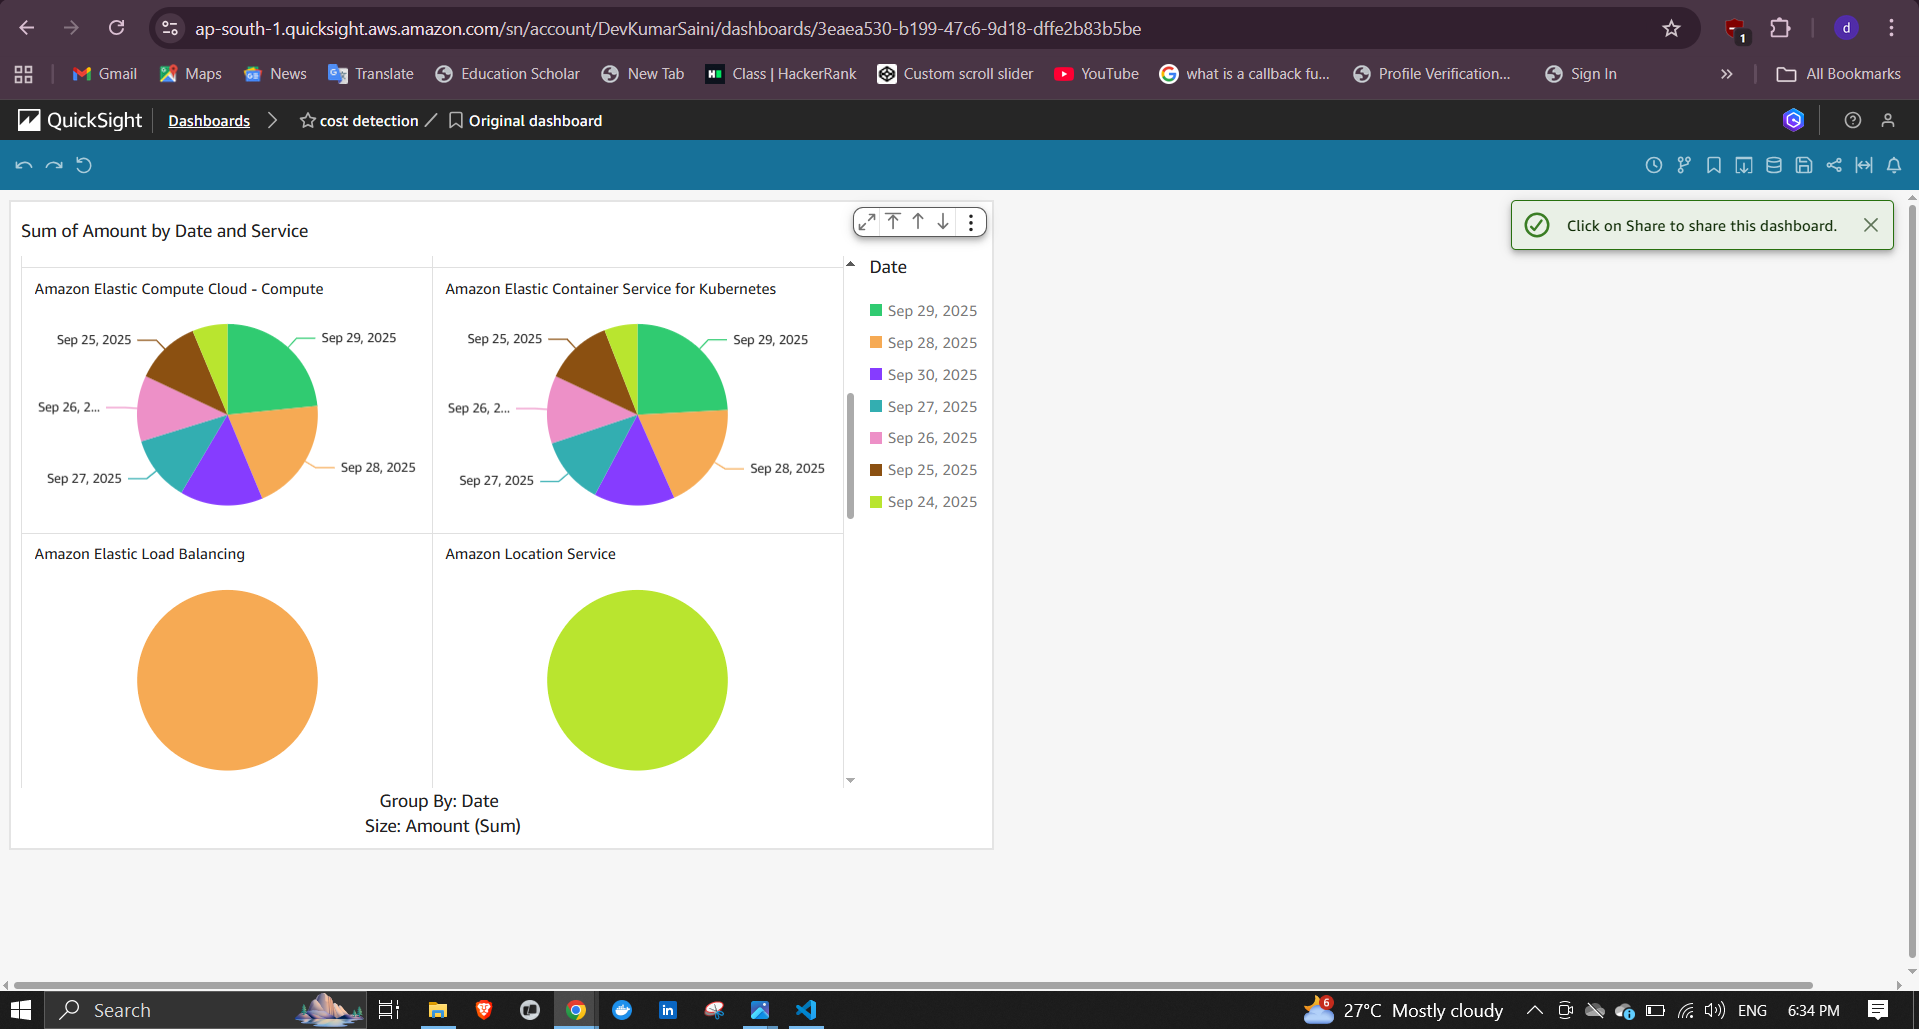 ap-south-1.quicksight.aws.amazon.com/sn/account/DevKumarSaini/dashboards/3eaea530-b199-47c6-9d18-dffe2b83b5be
1
d
Gmail
Maps
News
Translate
Education Scholar
New Tab
Class | HackerRank
Custom scroll slider
YouTube
what is a callback fu...
Profile Verification...
Sign In
»
All Bookmarks
QuickSight
Dashboards
cost detection
Original dashboard
Click on Share to share this dashboard.
Sum of Amount by Date and Service
Amazon Elastic Compute Cloud - Compute
Sep 25, 2025
Sep 29, 2025
Sep 26, 2...
Sep 27, 2025
Sep 28, 2025
Amazon Elastic Container Service for Kubernetes
Sep 25, 2025
Sep 29, 2025
Sep 26, 2...
Sep 27, 2025
Sep 28, 2025
Date
Sep 29, 2025
Sep 28, 2025
Sep 30, 2025
Sep 27, 2025
Sep 26, 2025
Sep 25, 2025
Sep 24, 2025
Amazon Elastic Load Balancing
Amazon Location Service
Group By: Date
Size: Amount (Sum)
Search
6
27°C Mostly cloudy
ENG
6:34 PM